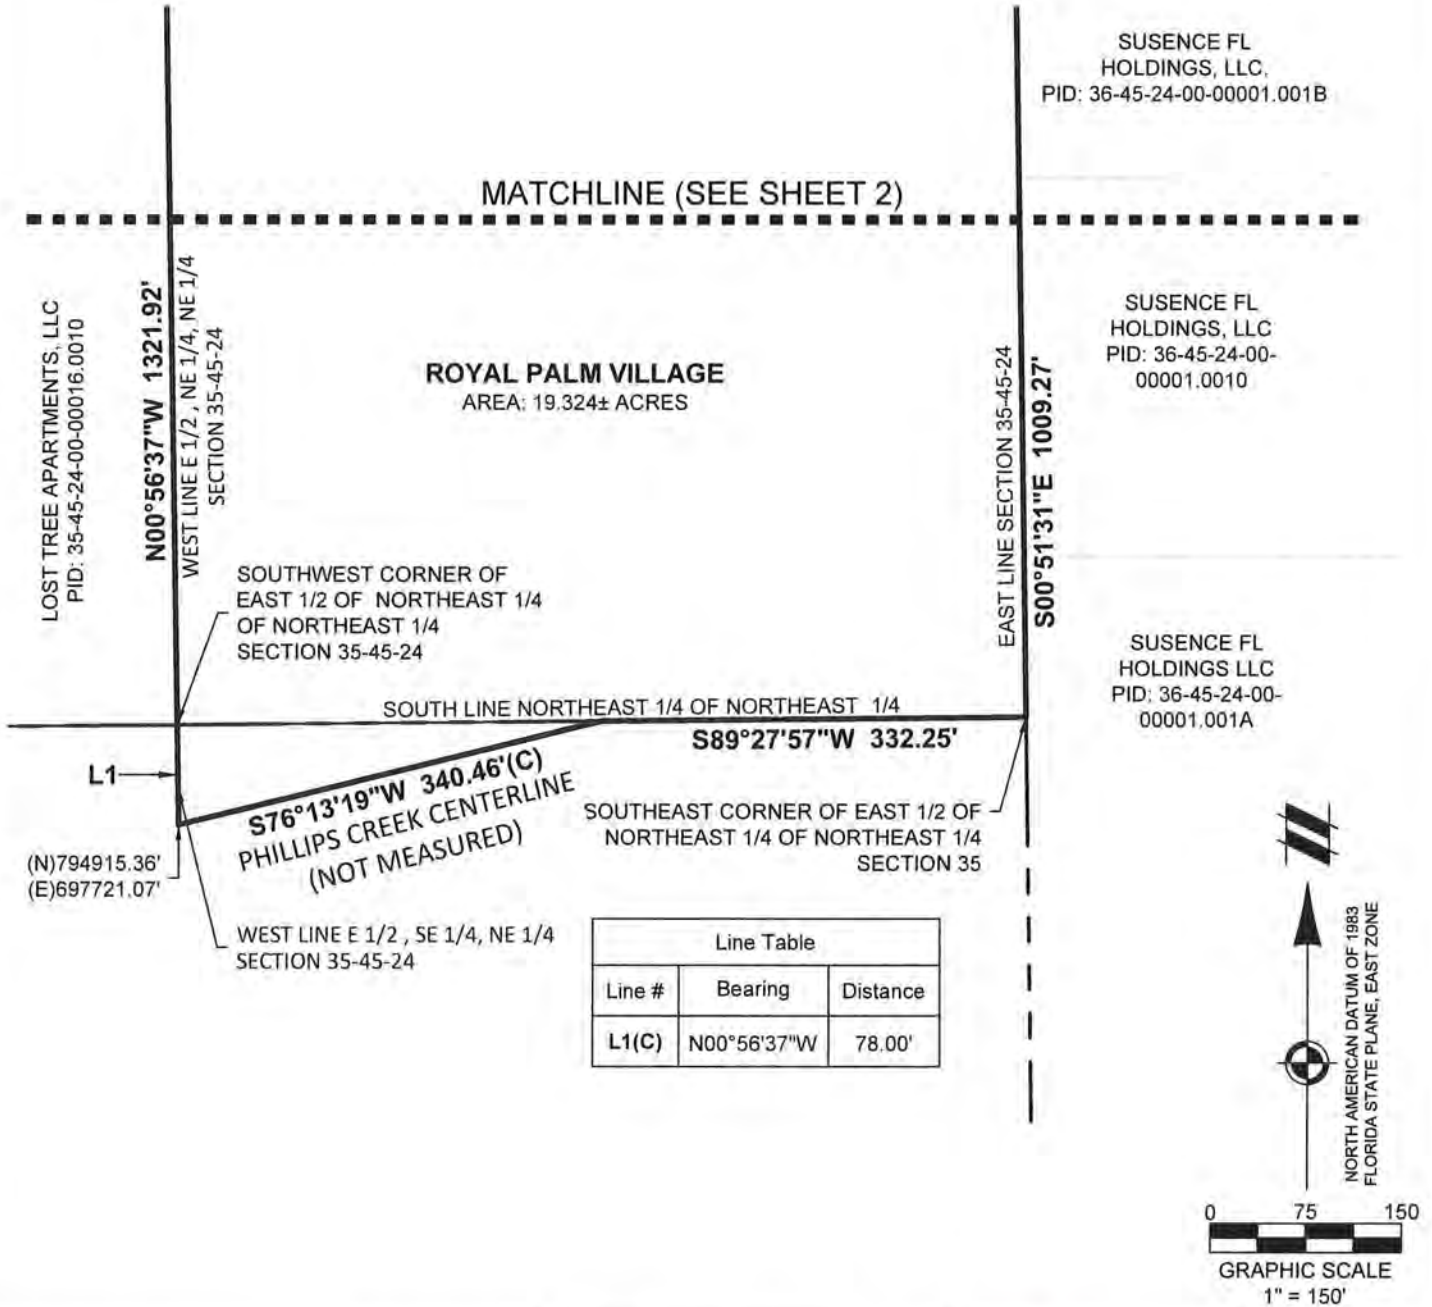 SUSENCE FL
HOLDINGS, LLC.
PID: 36-45-24-00-00001.001B
MATCHLINE (SEE SHEET 2)
LOST TREE APARTMENTS, LLC
PID: 35-45-24-00-00016.0010
N00°56'37"W 1321.92'
WEST LINE E 1/2 , NE 1/4, NE 1/4
SECTION 35-45-24
ROYAL PALM VILLAGE
AREA: 19.324± ACRES
EAST LINE SECTION 35-45-24
S00°51'31"E 1009.27'
SUSENCE FL
HOLDINGS, LLC
PID: 36-45-24-00-
00001.0010
SOUTHWEST CORNER OF
EAST 1/2 OF NORTHEAST 1/4
OF NORTHEAST 1/4
SECTION 35-45-24
SUSENCE FL
HOLDINGS LLC
PID: 36-45-24-00-
00001.001A
SOUTH LINE NORTHEAST 1/4 OF NORTHEAST 1/4
S89°27'57"W 332.25'
L1
S76°13'19"W 340.46'(C)
PHILLIPS CREEK CENTERLINE
(NOT MEASURED)
SOUTHEAST CORNER OF EAST 1/2 OF
NORTHEAST 1/4 OF NORTHEAST 1/4
SECTION 35
(N)794915.36'
(E)697721.07'
WEST LINE E 1/2 , SE 1/4, NE 1/4
SECTION 35-45-24
Line Table
Line # Bearing Distance
L1(C) N00°56'37"W 78.00'
N
NORTH AMERICAN DATUM OF 1983
FLORIDA STATE PLANE, EAST ZONE
0 75 150
GRAPHIC SCALE
1" = 150'